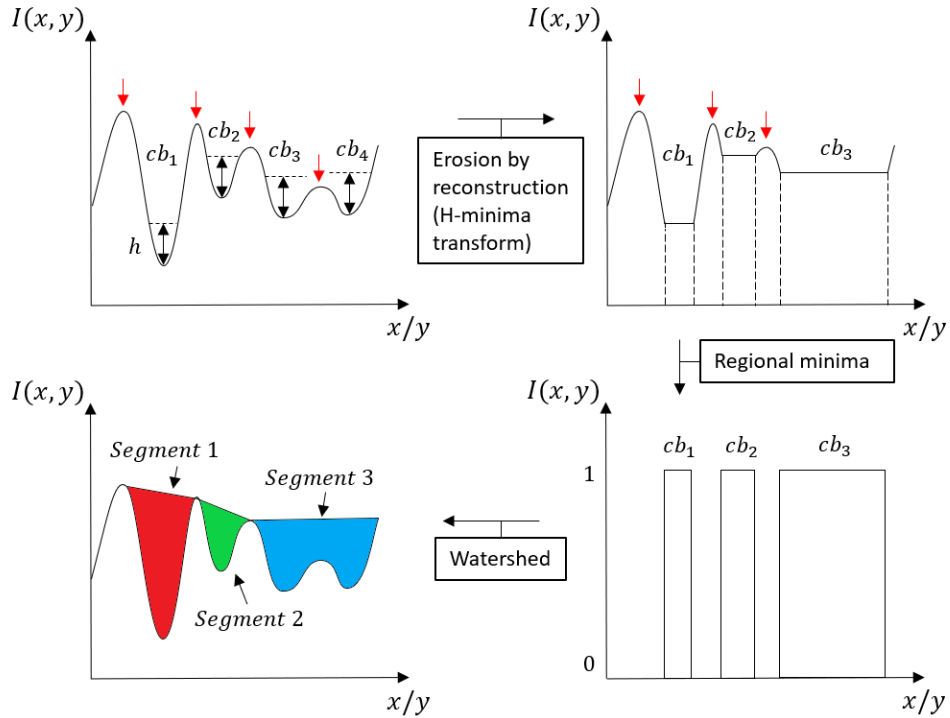 I(x, y)
cb₁
cb₂
cb₃
cb₄
h
x/y
Erosion by
reconstruction
(H-minima
transform)
I(x, y)
cb₁
cb₂
cb₃
x/y
Regional minima
I(x, y)
cb₁
cb₂
cb₃
1
0
x/y
Watershed
I(x, y)
Segment 1
Segment 3
Segment 2
x/y